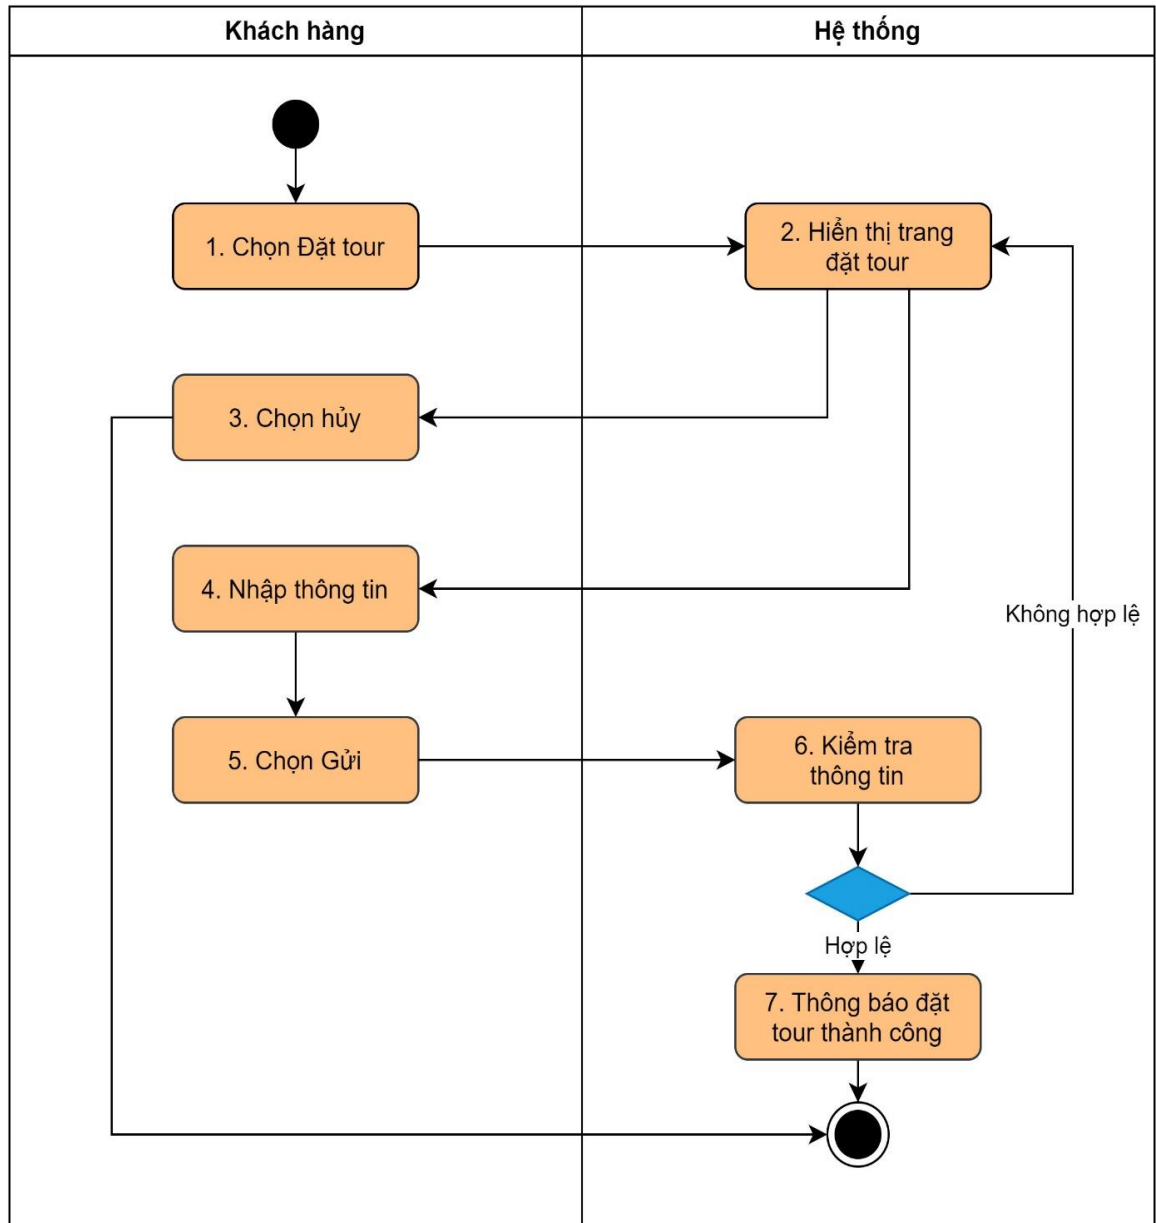 Khách hàng
Hệ thống
1. Chọn Đặt tour
2. Hiển thị trang
đặt tour
3. Chọn hủy
4. Nhập thông tin
Không hợp lệ
5. Chọn Gửi
6. Kiểm tra
thông tin
Hợp lệ
7. Thông báo đặt
tour thành công